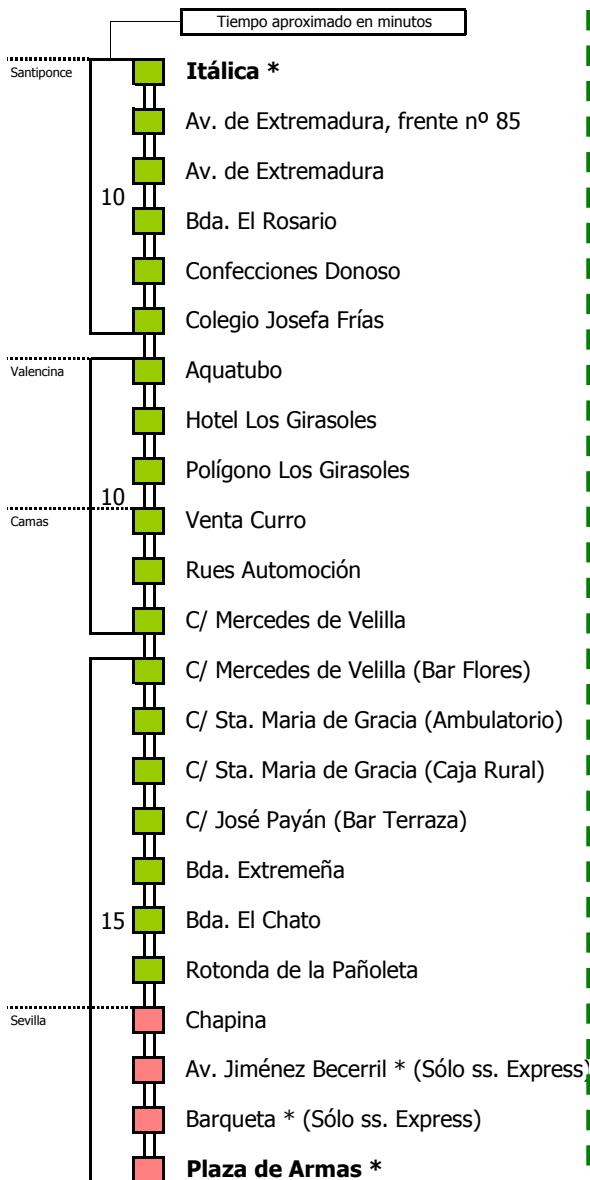 Tiempo aproximado en minutos
Santiponce
Itálica *
Av. de Extremadura, frente nº 85
Av. de Extremadura
10
Bda. El Rosario
Confecciones Donoso
Colegio Josefa Frías
Valencina
Aquatubo
Hotel Los Girasoles
Polígono Los Girasoles
10
Camas
Venta Curro
Rues Automoción
C/ Mercedes de Velilla
C/ Mercedes de Velilla (Bar Flores)
C/ Sta. Maria de Gracia (Ambulatorio)
C/ Sta. Maria de Gracia (Caja Rural)
C/ José Payán (Bar Terraza)
Bda. Extremeña
15
Bda. El Chato
Rotonda de la Pañoleta
Sevilla
Chapina
Av. Jiménez Becerril * (Sólo ss. Express)
Barqueta * (Sólo ss. Express)
Plaza de Armas *